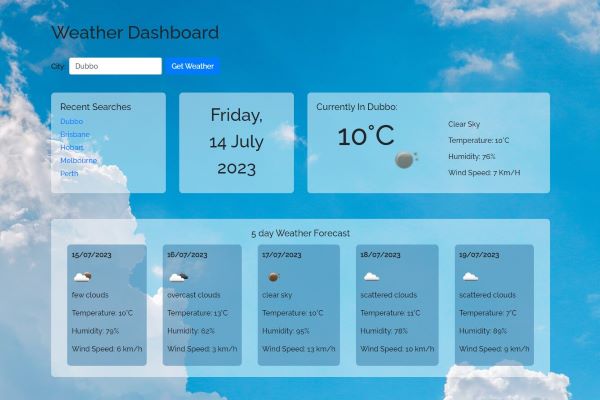 Weather Dashboard
City: Dubbo Get Weather
Recent Searches
Dubbo
Brisbane
Hobart
Melbourne
Perth
Friday,
14 July
2023
Currently In Dubbo:
10°C
Clear Sky
Temperature: 10°C
Humidity: 76%
Wind Speed: 7 Km/H
5 day Weather Forecast
15/07/2023
few clouds
Temperature: 10°C
Humidity: 79%
Wind Speed: 6 km/h
16/07/2023
overcast clouds
Temperature: 13°C
Humidity: 62%
Wind Speed: 3 km/h
17/07/2023
clear sky
Temperature: 10°C
Humidity: 95%
Wind Speed: 13 km/h
18/07/2023
scattered clouds
Temperature: 11°C
Humidity: 78%
Wind Speed: 10 km/h
19/07/2023
scattered clouds
Temperature: 7°C
Humidity: 89%
Wind Speed: 9 km/h